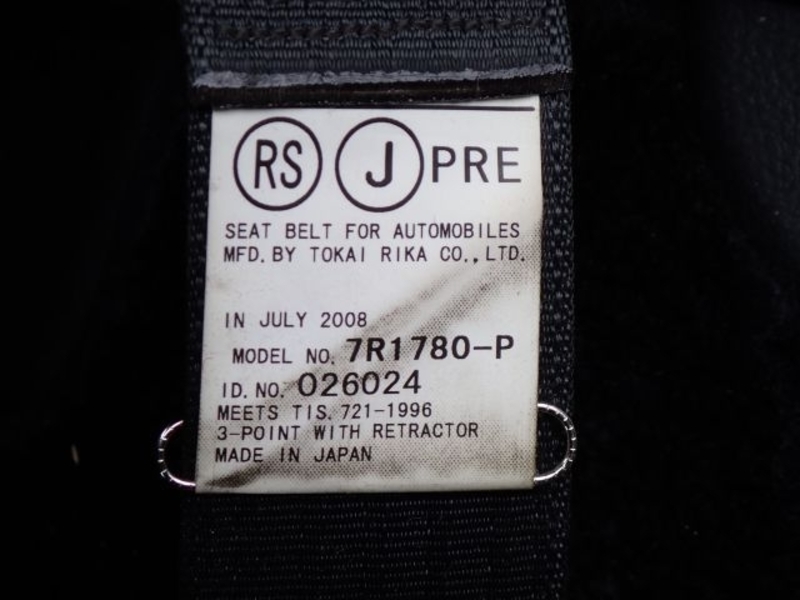 RS J PRE
SEAT BELT FOR AUTOMOBILES
MFD. BY TOKAI RIKA CO., LTD.
IN JULY 2008
MODEL NO. 7R1780-P
ID. NO. 026024
MEETS TIS. 721-1996
3-POINT WITH RETRACTOR
MADE IN JAPAN